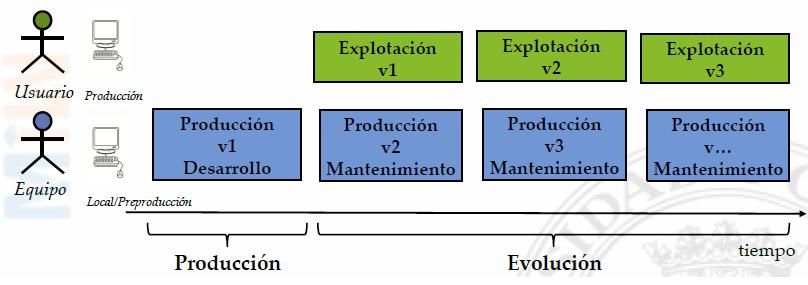 Usuario
Producción
Explotación
v1
Explotación
v2
Explotación
v3
Equipo
Local/Preproducción
Producción
v1
Desarrollo
Producción
v2
Mantenimiento
Producción
v3
Mantenimiento
Producción
v…
Mantenimiento
tiempo
Producción
Evolución